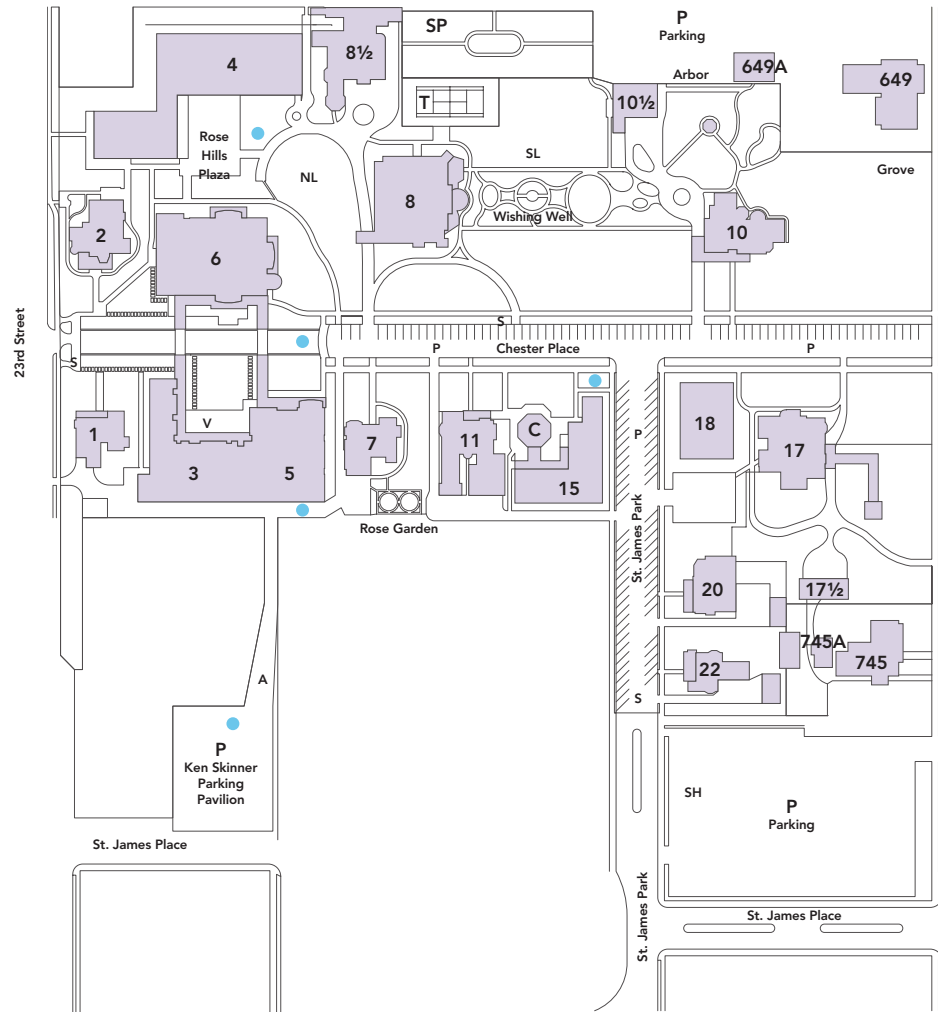 SP
P
Parking
8½
4
649A
649
Arbor
T
10½
Rose
Hills
Plaza
SL
NL
Grove
8
Wishing Well
2
10
6
23rd Street
S
P
Chester Place
P
S
P
18
V
C
1
7
11
17
3
5
15
Rose Garden
St. James Park
20
17½
745A
745
22
A
S
P
Ken Skinner
Parking
Pavilion
SH
P
Parking
St. James Place
St. James Park
St. James Place